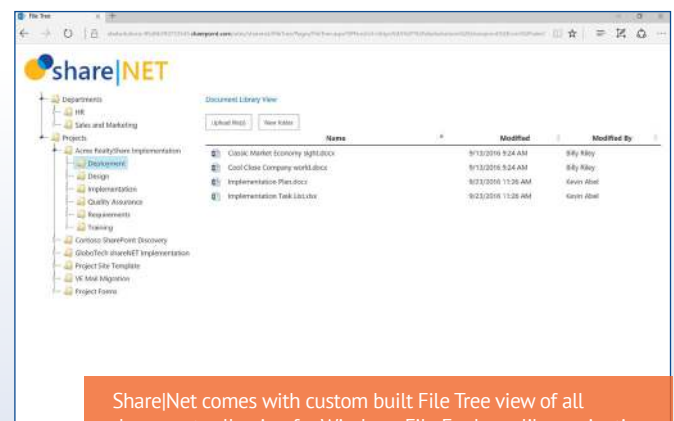 File Tree
sharepoint.com
share|NET
Departments
HR
Sales and Marketing
Projects
Acme RealtyShare Implementation
Deployment
Design
Implementation
Quality Assurance
Requirements
Training
Contoso SharePoint Discovery
GloboTech shareNET Implementation
Project Site Template
VE Mail Migration
Project Forms
Document Library View
Upload file(s) New Folder
Name Modified Modified By
Classic Market Economy sight.docx 9/13/2016 9:24 AM Billy Riley
Cool Close Company world.docx 9/13/2016 9:24 AM Billy Riley
Implementation Plan.docx 9/23/2016 11:26 AM Kevin Abel
Implementation Task List.xlsx 9/23/2016 11:26 AM Kevin Abel
Share|Net comes with custom built File Tree view of all